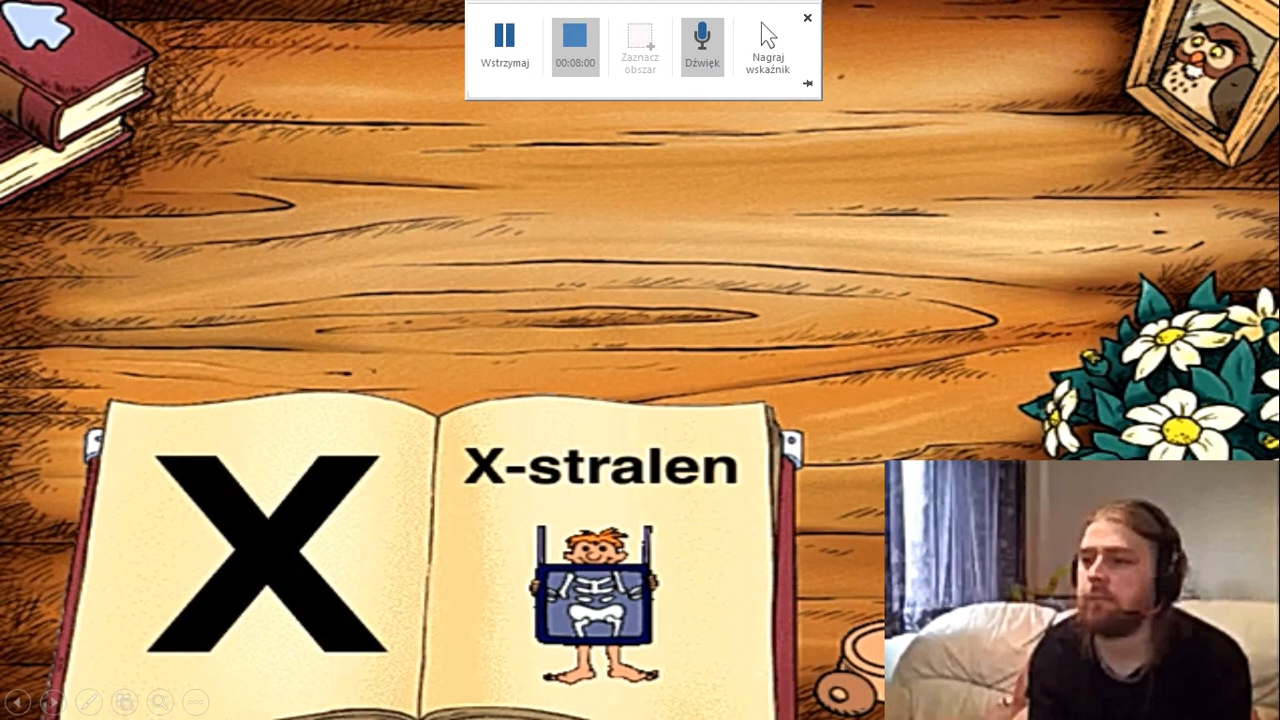 Wstrzymaj
00:08:00
Zaznacz
obszar
Dźwięk
Nagraj
wskaźnik
X
X-stralen